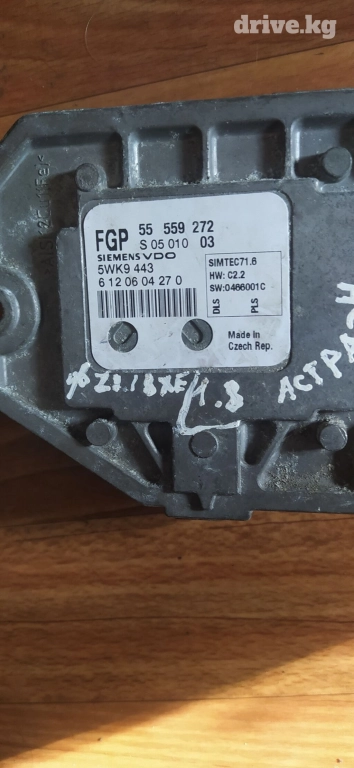 drive.kg
FGP 55 559 272
S 05 010 03
SIEMENS VDO
5WK9 443
6 12 06 04 27 0
SIMTEC71.6
HW: C2.2
SW:0466001C
DLS
PLS
Made in
Czech Rep.
Z1.8XE/1.8 АСТРА